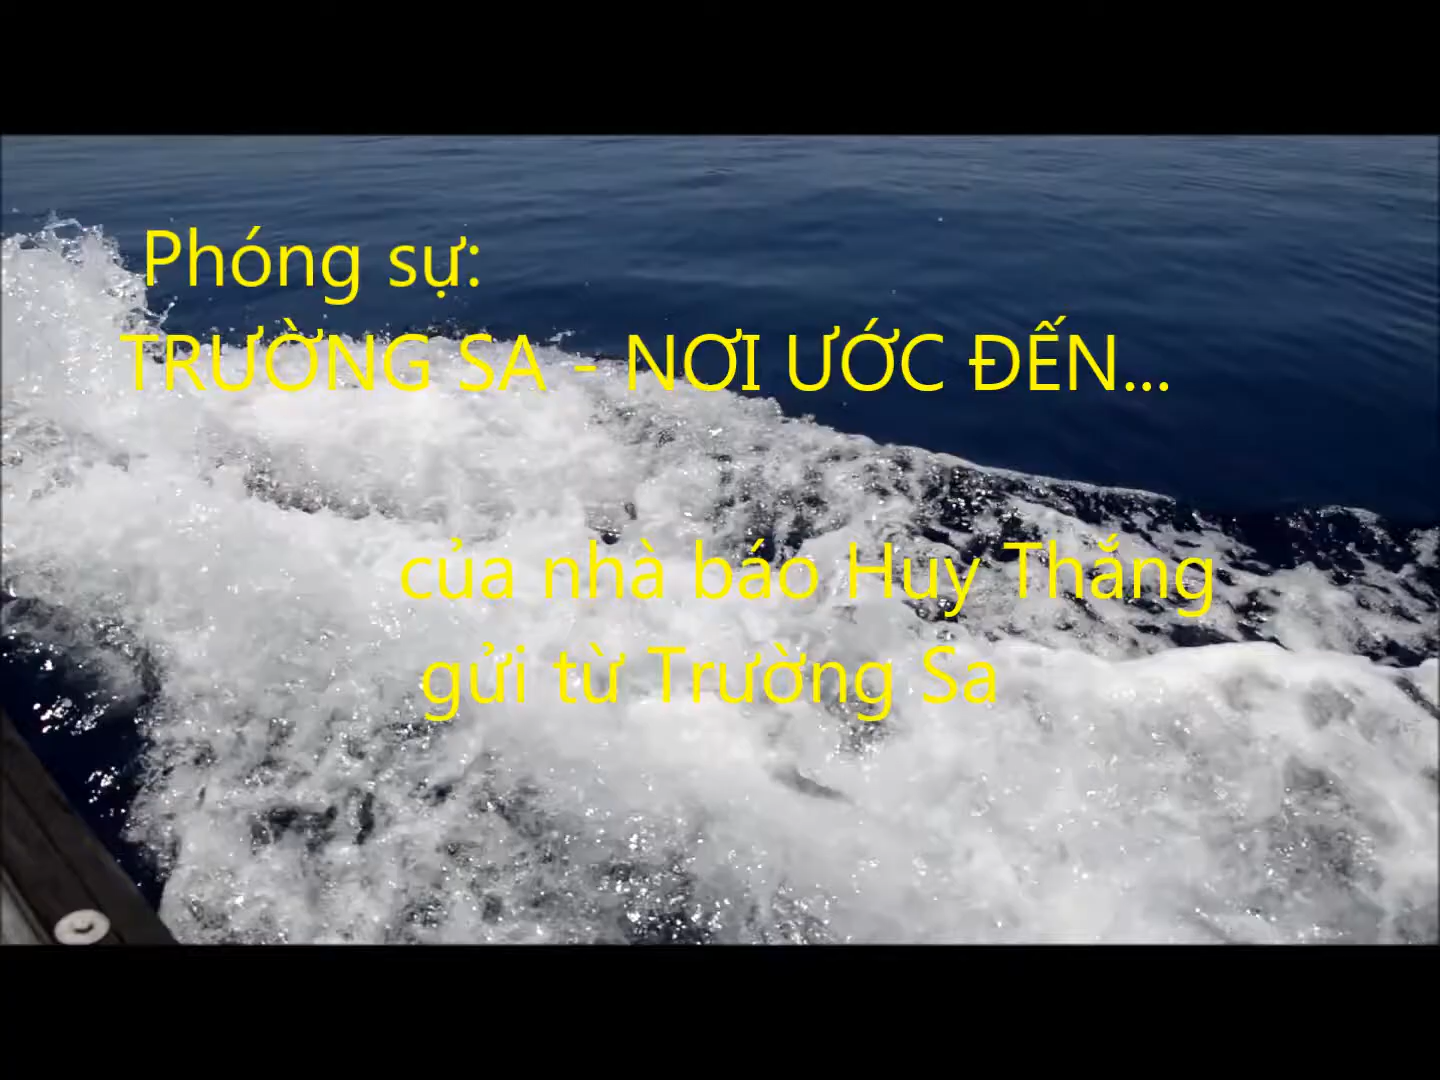 Phóng sự:
TRƯỜNG SA - NƠI ƯỚC ĐẾN...
của nhà báo Huy Thắng
gửi từ Trường Sa